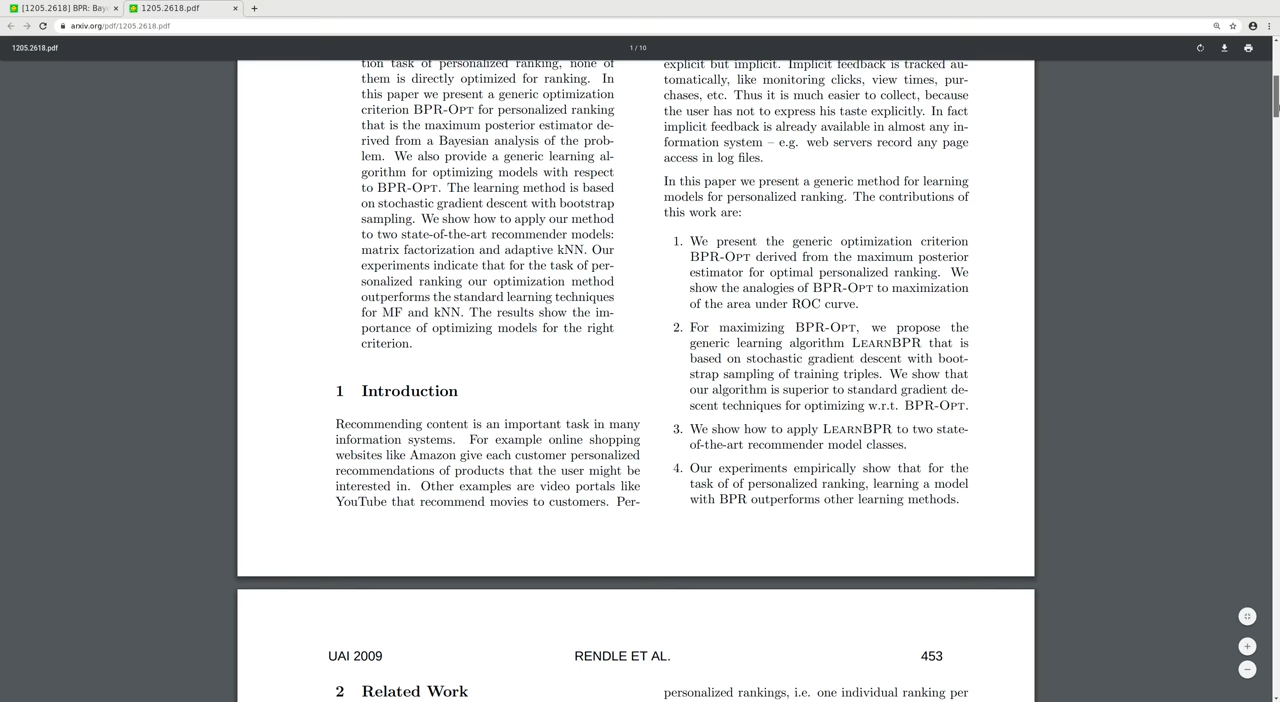 [1205.2618] BPR: Baye
1205.2618.pdf
arxiv.org/pdf/1205.2618.pdf
1205.2618.pdf
1 / 10
tion task of personalized ranking, none of
them is directly optimized for ranking. In
this paper we present a generic optimization
criterion BPR-OPT for personalized ranking
that is the maximum posterior estimator de-
rived from a Bayesian analysis of the prob-
lem. We also provide a generic learning al-
gorithm for optimizing models with respect
to BPR-OPT. The learning method is based
on stochastic gradient descent with bootstrap
sampling. We show how to apply our method
to two state-of-the-art recommender models:
matrix factorization and adaptive kNN. Our
experiments indicate that for the task of per-
sonalized ranking our optimization method
outperforms the standard learning techniques
for MF and kNN. The results show the im-
portance of optimizing models for the right
criterion.
1 Introduction
Recommending content is an important task in many
information systems. For example online shopping
websites like Amazon give each customer personalized
recommendations of products that the user might be
interested in. Other examples are video portals like
YouTube that recommend movies to customers. Per-
explicit but implicit. Implicit feedback is tracked au-
tomatically, like monitoring clicks, view times, pur-
chases, etc. Thus it is much easier to collect, because
the user has not to express his taste explicitly. In fact
implicit feedback is already available in almost any in-
formation system – e.g. web servers record any page
access in log files.
In this paper we present a generic method for learning
models for personalized ranking. The contributions of
this work are:
1. We present the generic optimization criterion
BPR-OPT derived from the maximum posterior
estimator for optimal personalized ranking. We
show the analogies of BPR-OPT to maximization
of the area under ROC curve.
2. For maximizing BPR-OPT, we propose the
generic learning algorithm LEARNBPR that is
based on stochastic gradient descent with boot-
strap sampling of training triples. We show that
our algorithm is superior to standard gradient de-
scent techniques for optimizing w.r.t. BPR-OPT.
3. We show how to apply LEARNBPR to two state-
of-the-art recommender model classes.
4. Our experiments empirically show that for the
task of of personalized ranking, learning a model
with BPR outperforms other learning methods.
UAI 2009 RENDLE ET AL. 453
2 Related Work
personalized rankings, i.e. one individual ranking per